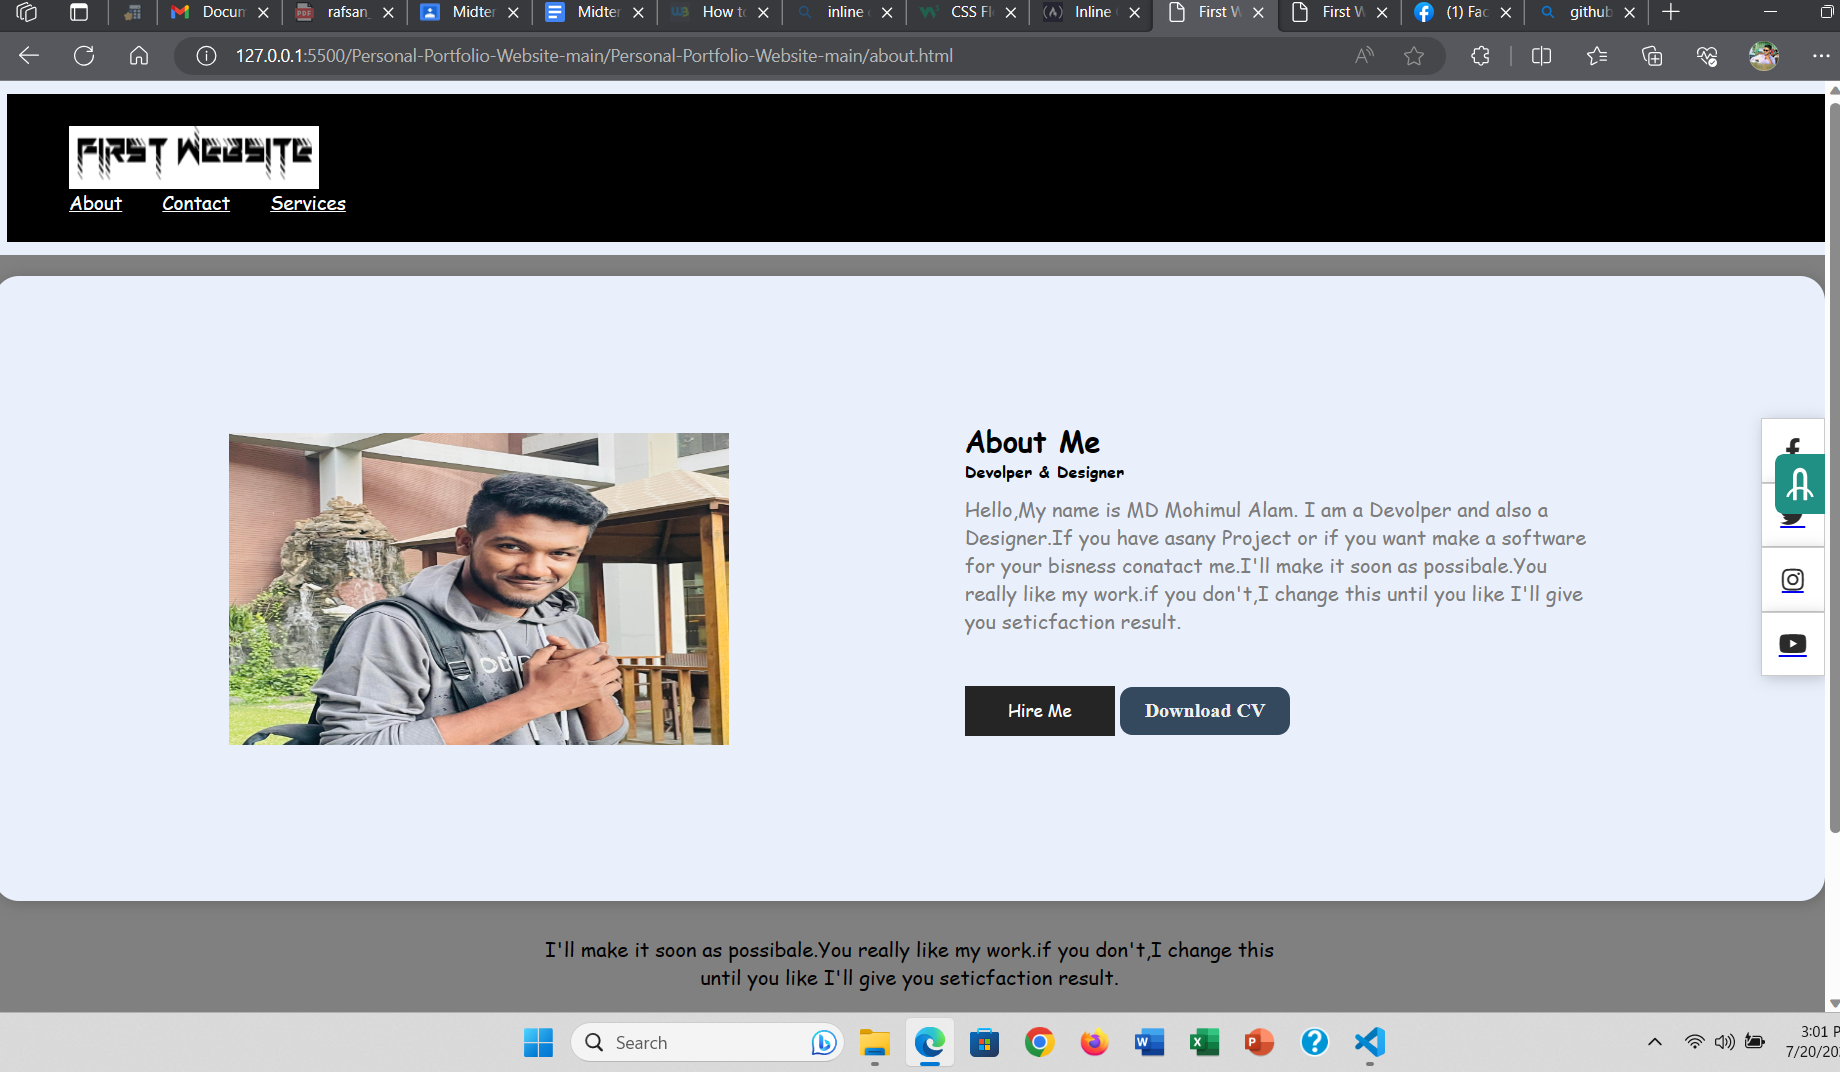 Docum
rafsan_
Midter
Midter
How to
inline
CSS Fl
Inline
First W
First W
(1) Fac
github
127.0.0.1:5500/Personal-Portfolio-Website-main/Personal-Portfolio-Website-main/about.html
FIRST WEBSITE
About Contact Services
About Me
Devolper & Designer
Hello,My name is MD Mohimul Alam. I am a Devolper and also a
Designer.If you have asany Project or if you want make a software
for your bisness conatact me.I'll make it soon as possibale.You
really like my work.if you don't,I change this until you like I'll give
you seticfaction result.
Hire Me Download CV
I'll make it soon as possibale.You really like my work.if you don't,I change this
until you like I'll give you seticfaction result.
Search
3:01 P
7/20/20